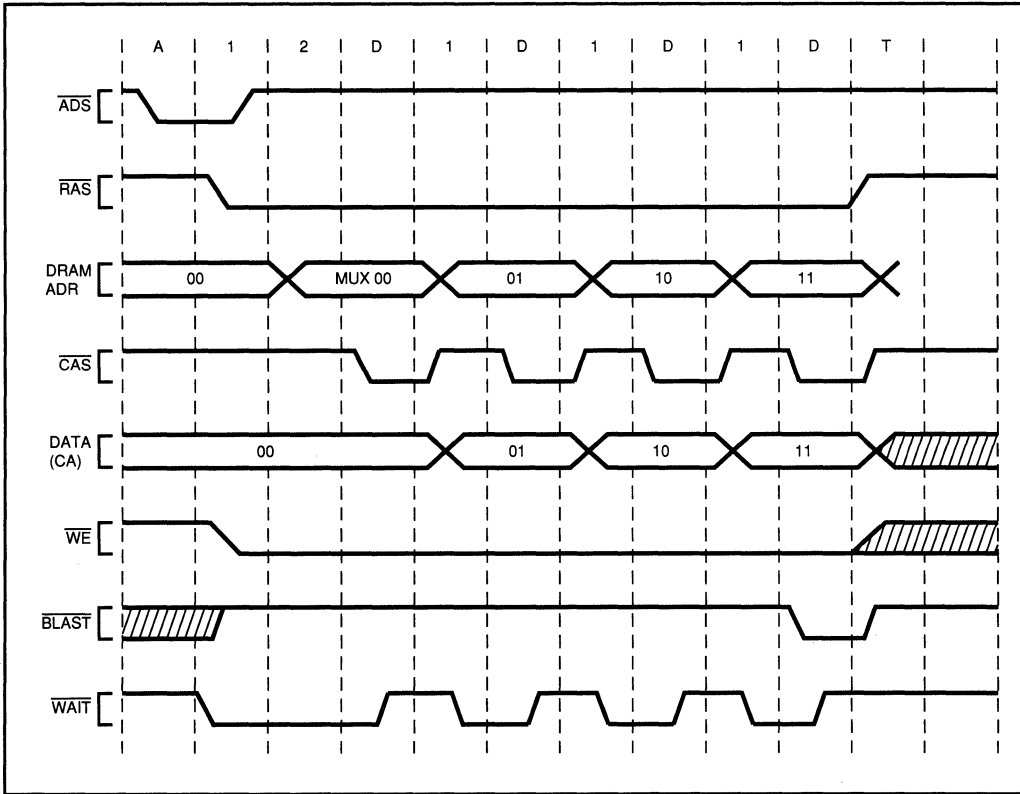 A 1 2 D 1 D 1 D 1 D T
ADS
RAS
DRAM
ADR
00 MUX 00 01 10 11
CAS
DATA
(CA)
00 01 10 11
WE
BLAST
WAIT